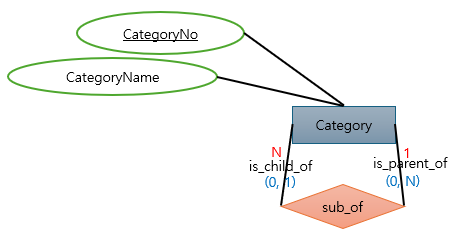 CategoryNo
CategoryName
Category
N
1
is_child_of
is_parent_of
(0, 1)
(0, N)
sub_of